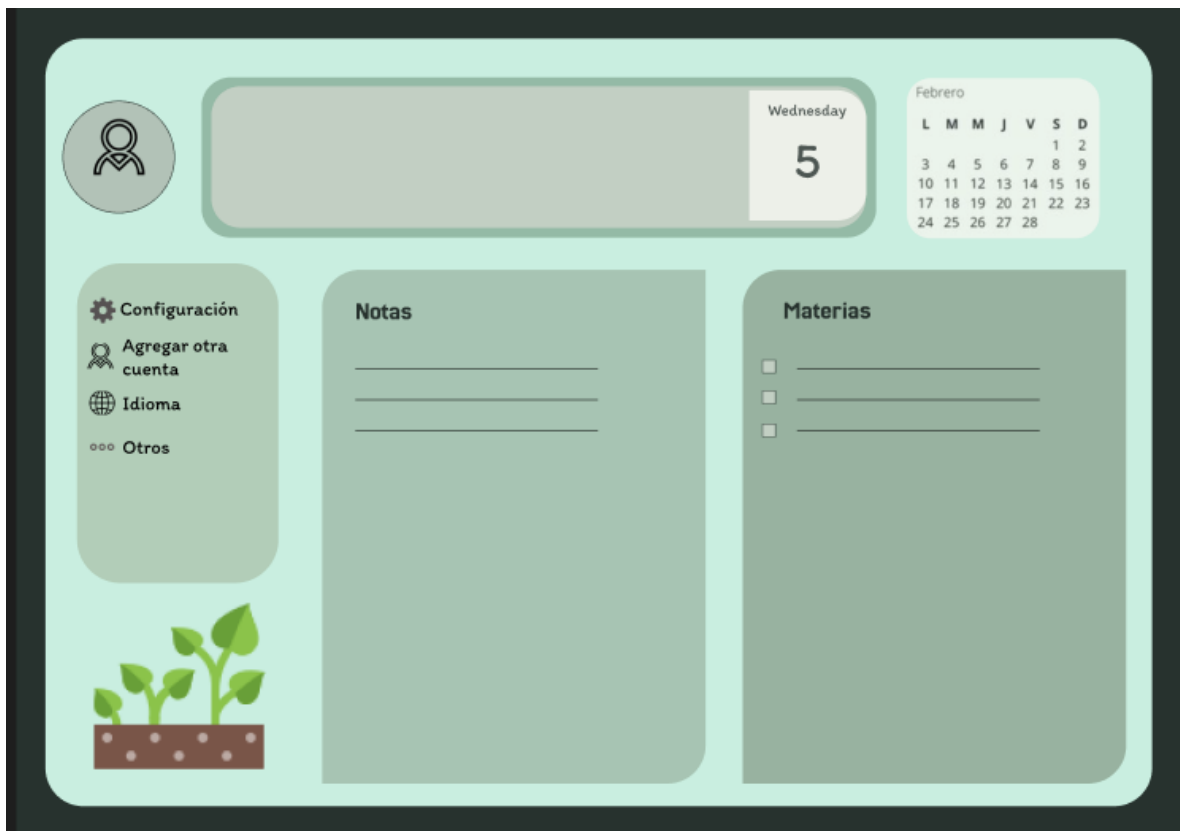 Wednesday
5
Febrero
L M M J V S D
1 2
3 4 5 6 7 8 9
10 11 12 13 14 15 16
17 18 19 20 21 22 23
24 25 26 27 28
Configuración
Agregar otra
cuenta
Idioma
Otros
Notas
Materias